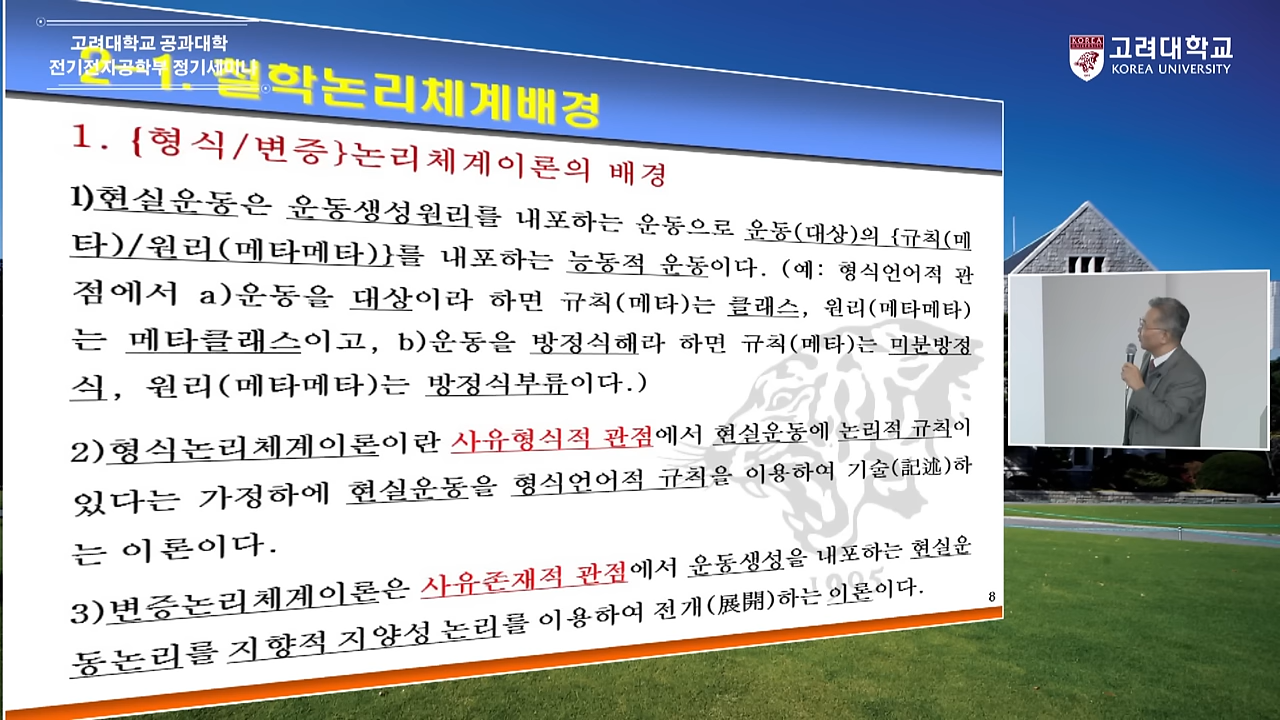 고려대학교 공과대학
전기전자공학부 정기세미나
2-1. 철학논리체계배경
고려대학교
KOREA UNIVERSITY
KOREA
1. {형식/변증}논리체계이론의 배경
1)현실운동은 운동생성원리를 내포하는 운동으로 운동(대상)의 {규칙(메
타)/원리(메타메타)}를 내포하는 능동적 운동이다. (예: 형식언어적 관
점에서 a)운동을 대상이라 하면 규칙(메타)는 클래스, 원리(메타메타)
는 메타클래스이고, b)운동을 방정식해라 하면 규칙(메타)는 미분방정
식, 원리(메타메타)는 방정식부류이다.)
2)형식논리체계이론이란 사유형식적 관점에서 현실운동에 논리적 규칙이
있다는 가정하에 현실운동을 형식언어적 규칙을 이용하여 기술(記述)하
는 이론이다.
3)변증논리체계이론은 사유존재적 관점에서 운동생성을 내포하는 현실운
동논리를 지향적 지양성 논리를 이용하여 전개(展開)하는 이론이다.
1905
8